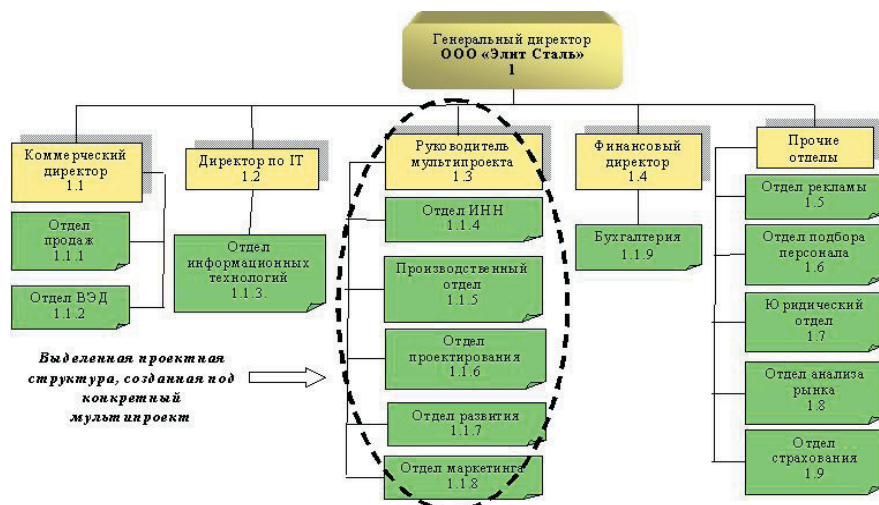 Генеральный директор
ООО «Элит Сталь»
1
Коммерческий
директор
1.1
Директор по IT
1.2
Руководитель
мультипроекта
1.3
Финансовый
директор
1.4
Прочие
отделы
Отдел
продаж
1.1.1
Отдел ВЭД
1.1.2
Отдел
информационных
технологий
1.1.3.
Отдел ИНН
1.1.4
Производственный
отдел
1.1.5
Отдел
проектирования
1.1.6
Отдел развития
1.1.7
Отдел маркетинга
1.1.8
Бухгалтерия
1.1.9
Отдел рекламы
1.5
Отдел подбора
персонала
1.6
Юридический
отдел
1.7
Отдел анализа
рынка
1.8
Отдел
страхования
1.9
Выделенная проектная
структура, созданная под
конкретный
мультипроект